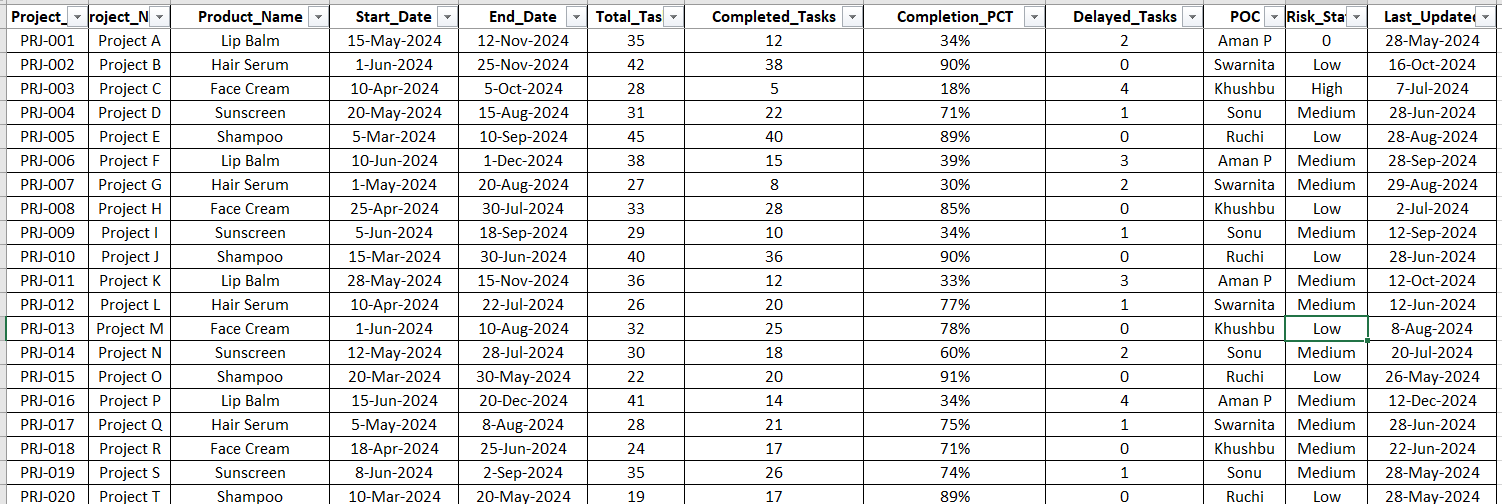 Project_ roject_N Product_Name Start_Date End_Date Total_Tas Completed_Tasks Completion_PCT Delayed_Tasks POC Risk_Sta Last_Updated
PRJ-001 Project A Lip Balm 15-May-2024 12-Nov-2024 35 12 34% 2 Aman P 0 28-May-2024
PRJ-002 Project B Hair Serum 1-Jun-2024 25-Nov-2024 42 38 90% 0 Swarnita Low 16-Oct-2024
PRJ-003 Project C Face Cream 10-Apr-2024 5-Oct-2024 28 5 18% 4 Khushbu High 7-Jul-2024
PRJ-004 Project D Sunscreen 20-May-2024 15-Aug-2024 31 22 71% 1 Sonu Medium 28-Jun-2024
PRJ-005 Project E Shampoo 5-Mar-2024 10-Sep-2024 45 40 89% 0 Ruchi Low 28-Aug-2024
PRJ-006 Project F Lip Balm 10-Jun-2024 1-Dec-2024 38 15 39% 3 Aman P Medium 28-Sep-2024
PRJ-007 Project G Hair Serum 1-May-2024 20-Aug-2024 27 8 30% 2 Swarnita Medium 29-Aug-2024
PRJ-008 Project H Face Cream 25-Apr-2024 30-Jul-2024 33 28 85% 0 Khushbu Low 2-Jul-2024
PRJ-009 Project I Sunscreen 5-Jun-2024 18-Sep-2024 29 10 34% 1 Sonu Medium 12-Sep-2024
PRJ-010 Project J Shampoo 15-Mar-2024 30-Jun-2024 40 36 90% 0 Ruchi Low 28-Jun-2024
PRJ-011 Project K Lip Balm 28-May-2024 15-Nov-2024 36 12 33% 3 Aman P Medium 12-Oct-2024
PRJ-012 Project L Hair Serum 10-Apr-2024 22-Jul-2024 26 20 77% 1 Swarnita Medium 12-Jun-2024
PRJ-013 Project M Face Cream 1-Jun-2024 10-Aug-2024 32 25 78% 0 Khushbu Low 8-Aug-2024
PRJ-014 Project N Sunscreen 12-May-2024 28-Jul-2024 30 18 60% 2 Sonu Medium 20-Jul-2024
PRJ-015 Project O Shampoo 20-Mar-2024 30-May-2024 22 20 91% 0 Ruchi Low 26-May-2024
PRJ-016 Project P Lip Balm 15-Jun-2024 20-Dec-2024 41 14 34% 4 Aman P Medium 12-Dec-2024
PRJ-017 Project Q Hair Serum 5-May-2024 8-Aug-2024 28 21 75% 1 Swarnita Medium 28-Jun-2024
PRJ-018 Project R Face Cream 18-Apr-2024 25-Jun-2024 24 17 71% 0 Khushbu Medium 22-Jun-2024
PRJ-019 Project S Sunscreen 8-Jun-2024 2-Sep-2024 35 26 74% 1 Sonu Medium 28-May-2024
PRJ-020 Project T Shampoo 10-Mar-2024 20-May-2024 19 17 89% 0 Ruchi Low 28-May-2024